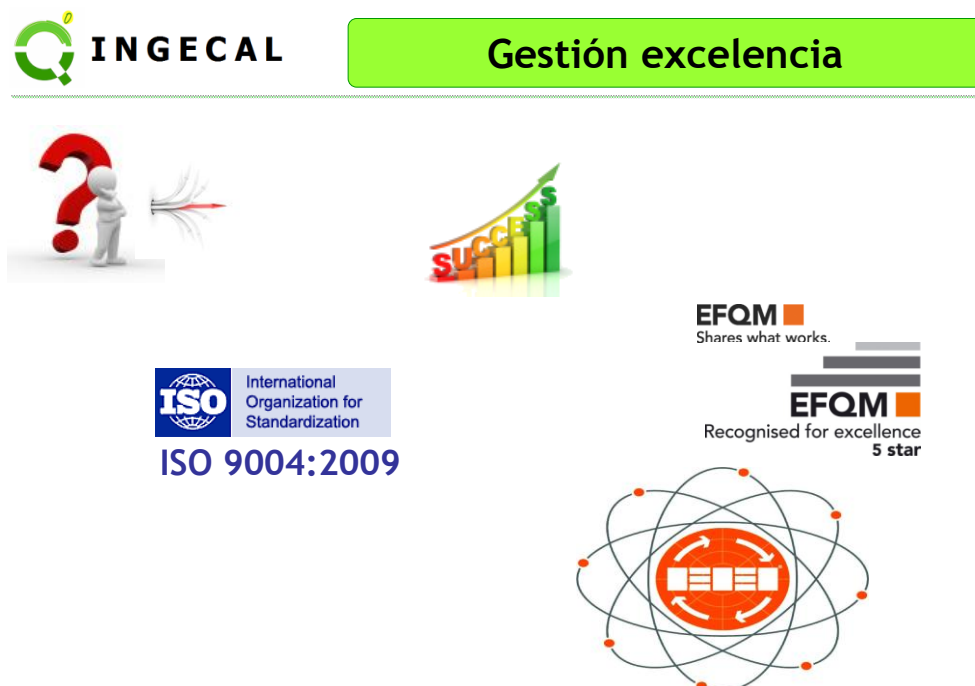 INGECAL
Gestión excelencia
SUCCESS
EFQM
Shares what works.
ISO
International
Organization for
Standardization
ISO 9004:2009
EFQM
Recognised for excellence
5 star